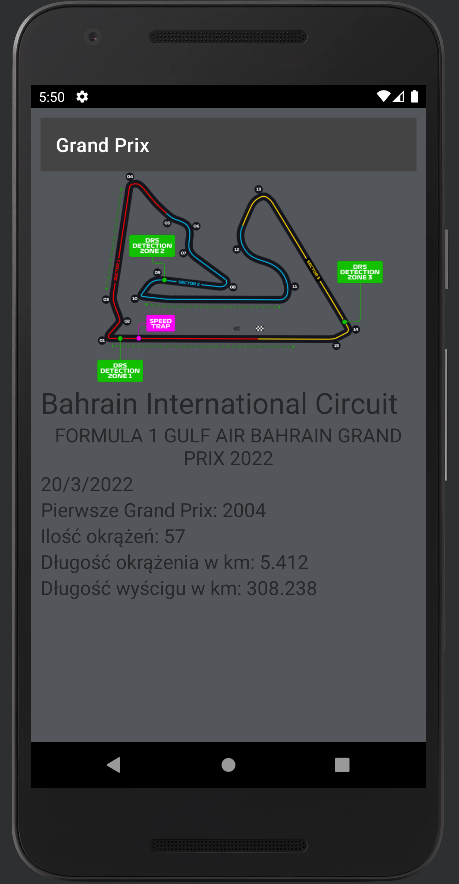 5:50
Grand Prix
04
13
DRS
DETECTION
ZONE 2
05
06
12
07
DRS
DETECTION
ZONE 3
SECTOR 1
SECTOR 3
09
SECTOR 2
08
11
10
03
02
SPEED
TRAP
14
01
15
DRS
DETECTION
ZONE 1
Bahrain International Circuit
FORMULA 1 GULF AIR BAHRAIN GRAND
PRIX 2022
20/3/2022
Pierwsze Grand Prix: 2004
Ilość okrążeń: 57
Długość okrążenia w km: 5.412
Długość wyścigu w km: 308.238